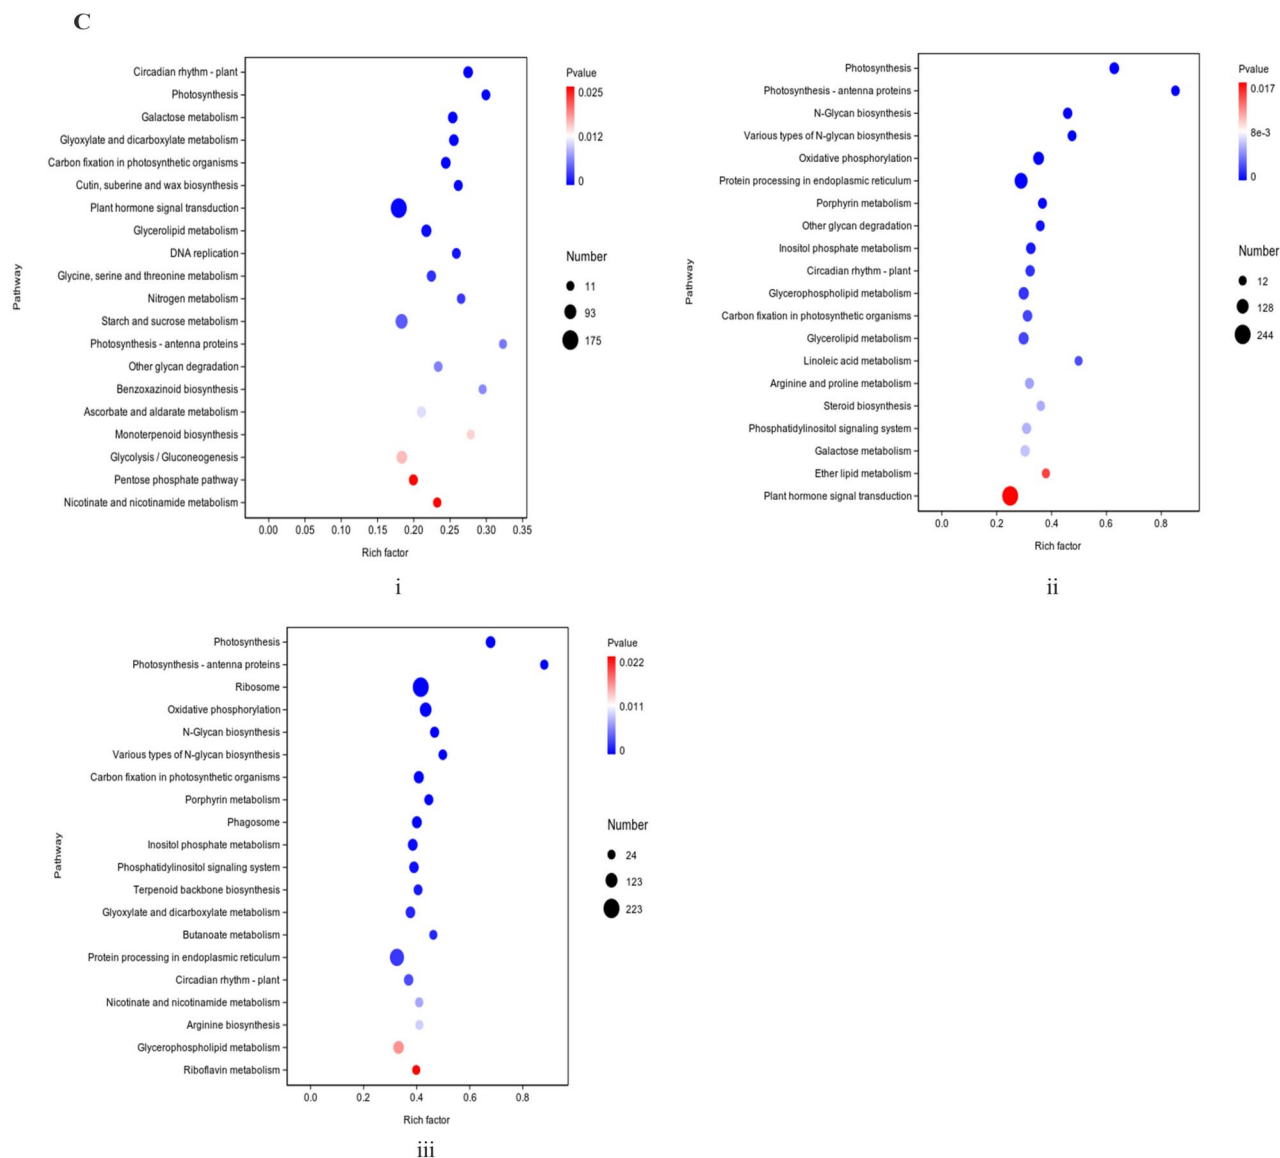 C
Circadian rhythm - plant
Photosynthesis
Galactose metabolism
Glyoxylate and dicarboxylate metabolism
Carbon fixation in photosynthetic organisms
Cutin, suberine and wax biosynthesis
Plant hormone signal transduction
Glycerolipid metabolism
DNA replication
Glycine, serine and threonine metabolism
Nitrogen metabolism
Starch and sucrose metabolism
Photosynthesis - antenna proteins
Other glycan degradation
Benzoxazinoid biosynthesis
Ascorbate and aldarate metabolism
Monoterpenoid biosynthesis
Glycolysis / Gluconeogenesis
Pentose phosphate pathway
Nicotinate and nicotinamide metabolism
Pathway
0.00 0.05 0.10 0.15 0.20 0.25 0.30 0.35
Rich factor
Pvalue
0.025
0.012
0
Number
11
93
175
i
Photosynthesis
Photosynthesis - antenna proteins
N-Glycan biosynthesis
Various types of N-glycan biosynthesis
Oxidative phosphorylation
Protein processing in endoplasmic reticulum
Porphyrin metabolism
Other glycan degradation
Inositol phosphate metabolism
Circadian rhythm - plant
Glycerophospholipid metabolism
Carbon fixation in photosynthetic organisms
Glycerolipid metabolism
Linoleic acid metabolism
Arginine and proline metabolism
Steroid biosynthesis
Phosphatidylinositol signaling system
Galactose metabolism
Ether lipid metabolism
Plant hormone signal transduction
Pathway
0.0 0.2 0.4 0.6 0.8
Rich factor
Pvalue
0.017
8e-3
0
Number
12
128
244
ii
Photosynthesis
Photosynthesis - antenna proteins
Ribosome
Oxidative phosphorylation
N-Glycan biosynthesis
Various types of N-glycan biosynthesis
Carbon fixation in photosynthetic organisms
Porphyrin metabolism
Phagosome
Inositol phosphate metabolism
Phosphatidylinositol signaling system
Terpenoid backbone biosynthesis
Glyoxylate and dicarboxylate metabolism
Butanoate metabolism
Protein processing in endoplasmic reticulum
Circadian rhythm - plant
Nicotinate and nicotinamide metabolism
Arginine biosynthesis
Glycerophospholipid metabolism
Riboflavin metabolism
Pathway
0.0 0.2 0.4 0.6 0.8
Rich factor
Pvalue
0.022
0.011
0
Number
24
123
223
iii